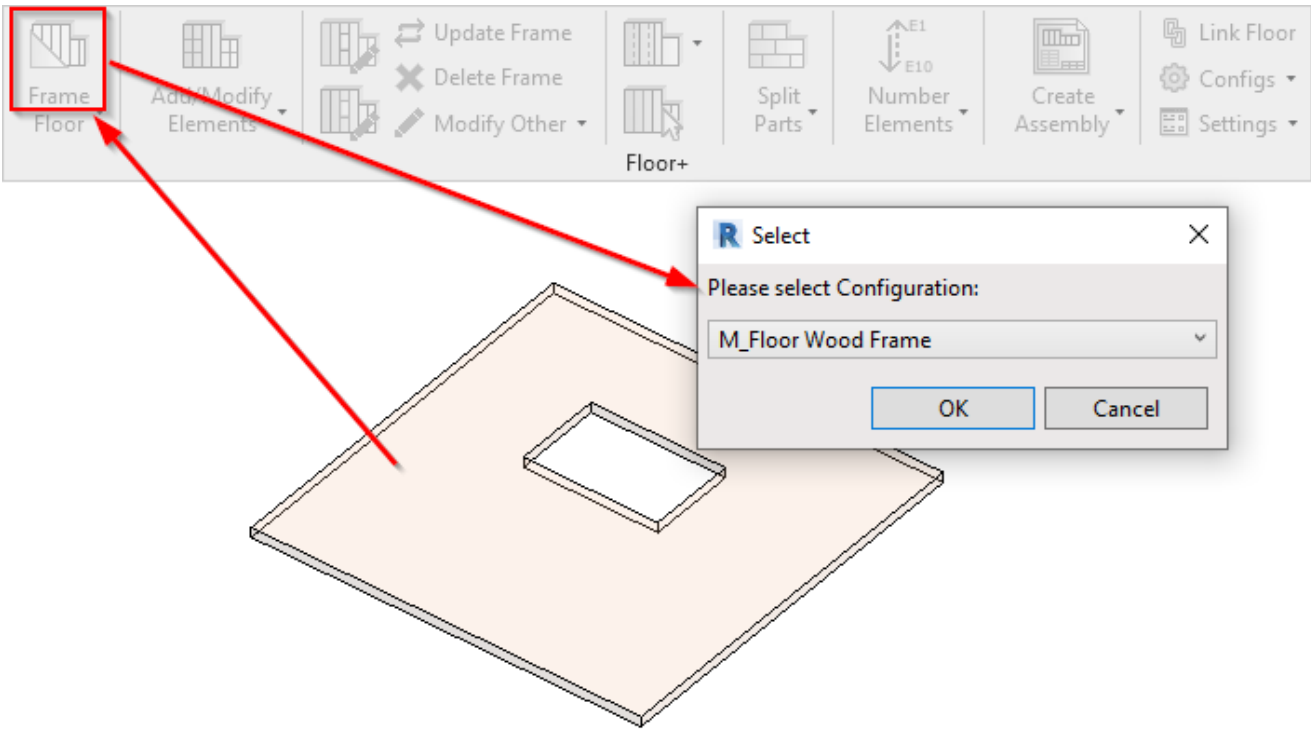 Frame
Floor
Add/Modify
Elements
Update Frame
Delete Frame
Modify Other
Split
Parts
E1
E10
Number
Elements
Create
Assembly
Link Floor
Configs
Settings
Floor+
R Select
Please select Configuration:
M_Floor Wood Frame
OK Cancel